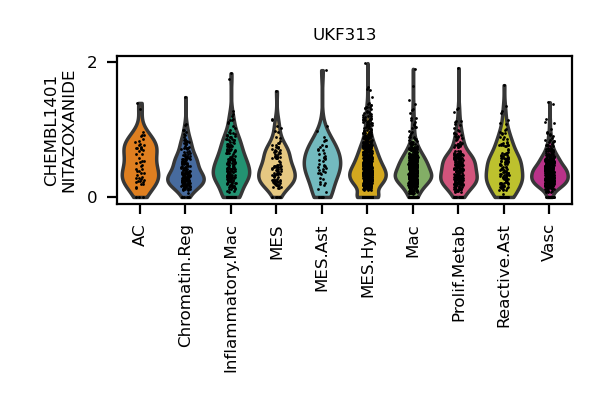 UKF313
CHEMBL1401
NITAZOXANIDE
2
0
AC
Chromatin.Reg
Inflammatory.Mac
MES
MES.Ast
MES.Hyp
Mac
Prolif.Metab
Reactive.Ast
Vasc